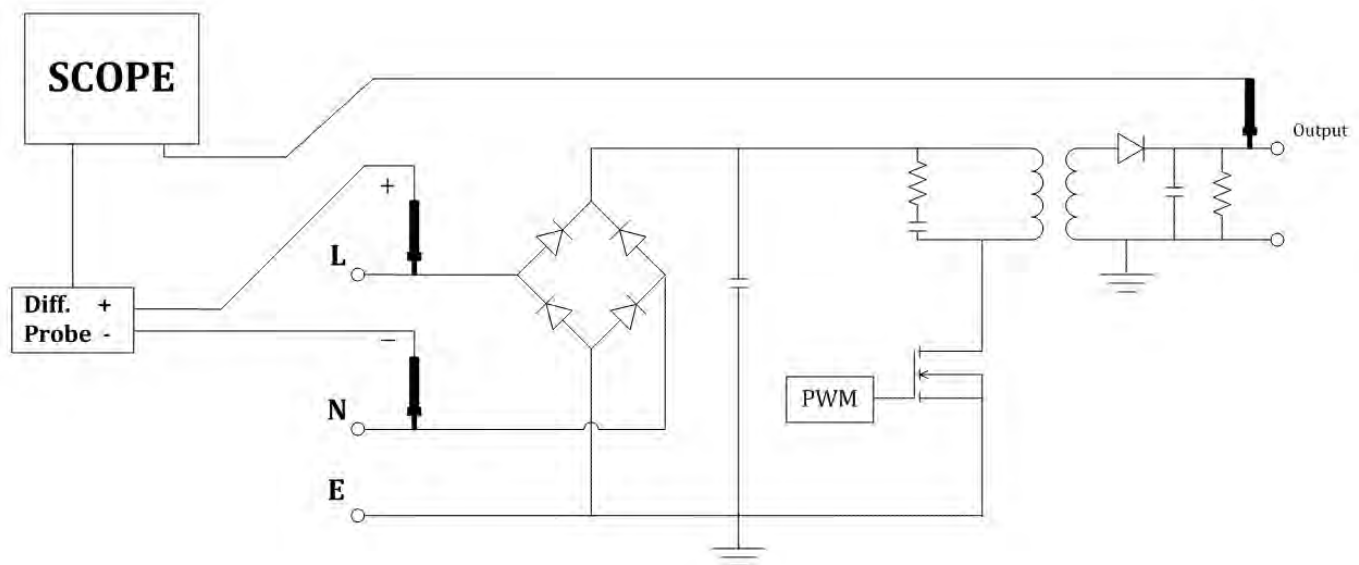 SCOPE
Output
+
L
Diff. +
Probe -
−
N
PWM
E